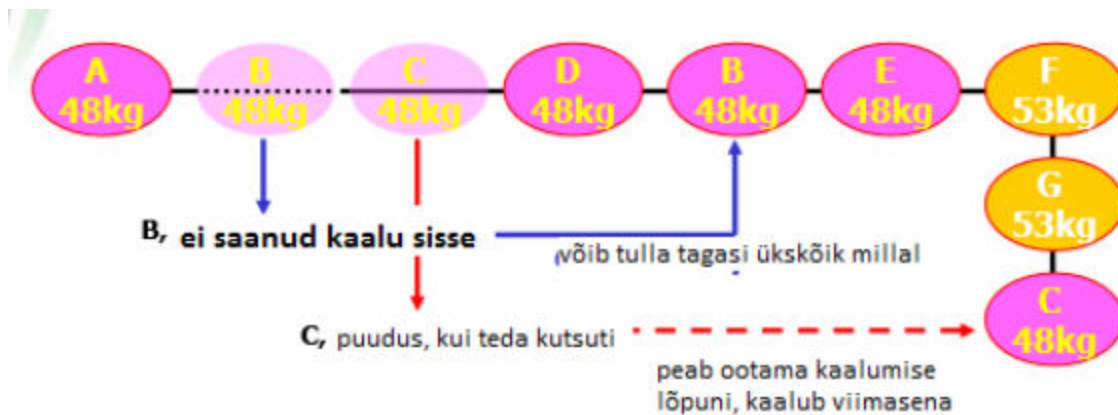 A
48kg
B
48kg
C
48kg
D
48kg
B
48kg
E
48kg
F
53kg
G
53kg
B, ei saanud kaalu sisse
võib tulla tagasi ükskõik millal
C
48kg
C, puudus, kui teda kutsuti
peab ootama kaalumise
lõpuni, kaalub viimasena